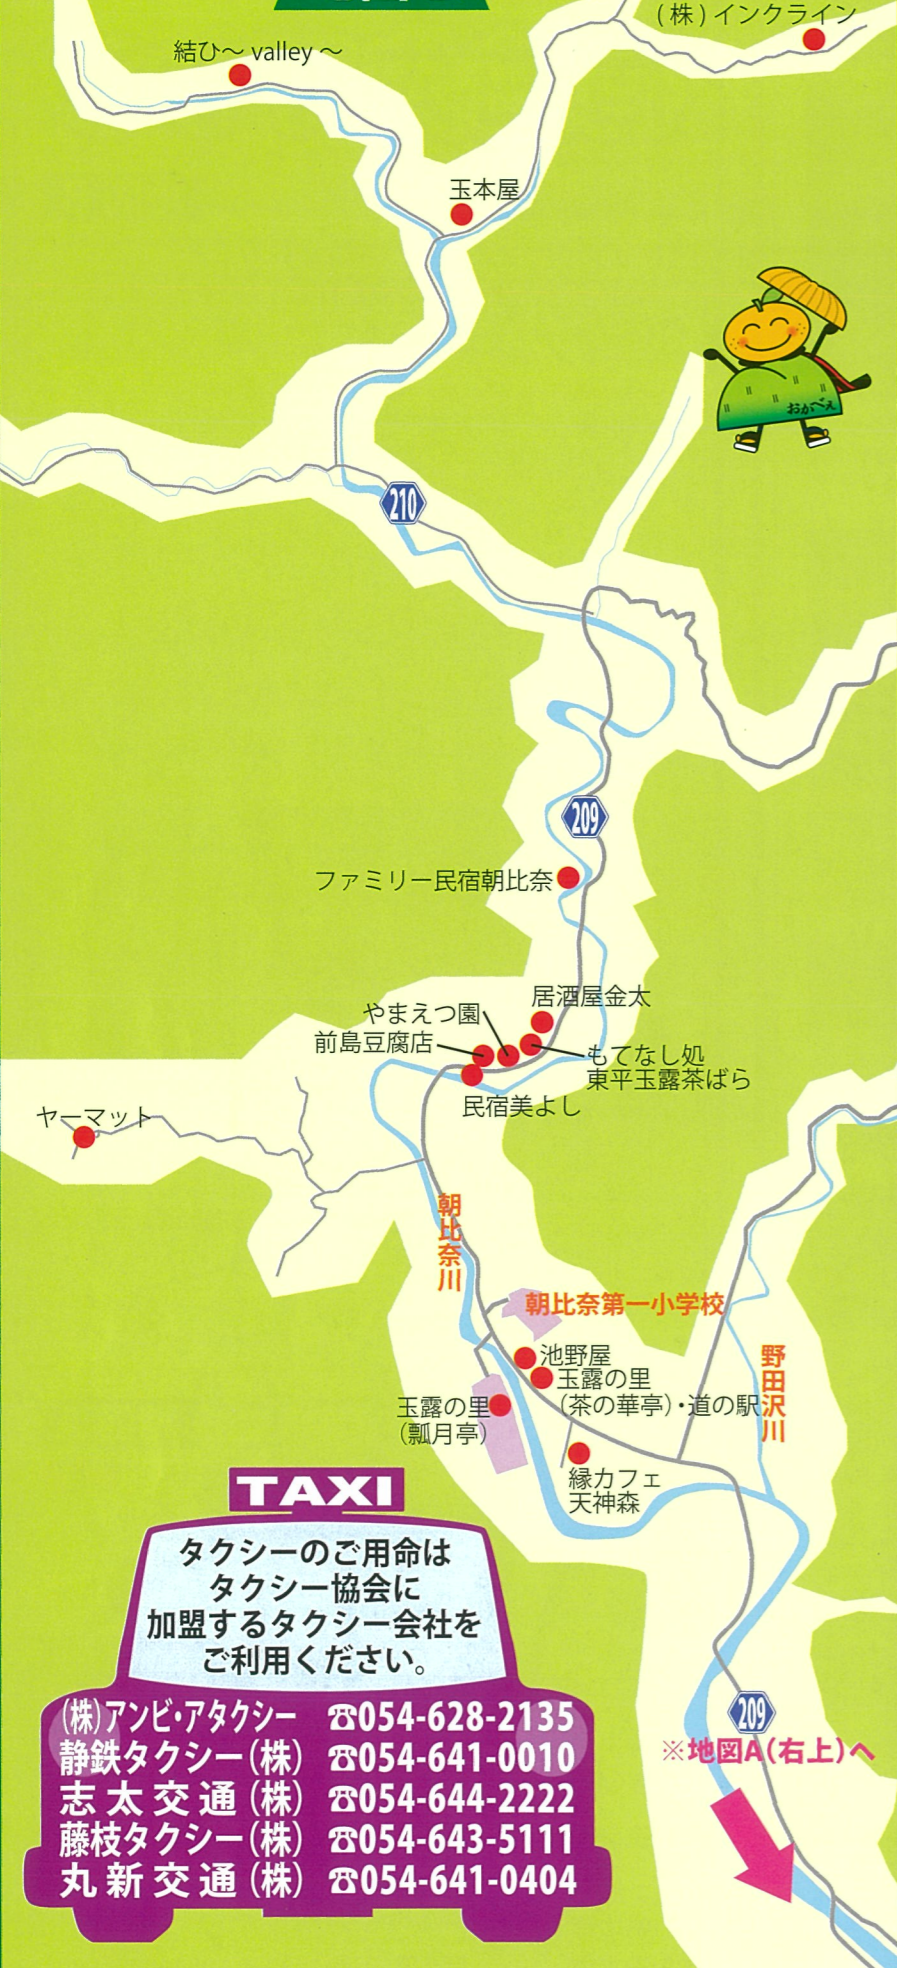 (株)インクライン
結ひ～ valley ～
玉本屋
おかべぇ
210
209
ファミリー民宿朝比奈
居酒屋金太
やまえつ園
前島豆腐店
もてなし処
東平玉露茶ばら
民宿美よし
ヤーマット
朝比奈川
朝比奈第一小学校
池野屋
玉露の里
(茶の華亭)・道の駅
野田沢川
玉露の里
(瓢月亭)
縁カフェ
天神森
TAXI
タクシーのご用命は
タクシー協会に
加盟するタクシー会社を
ご利用ください。
(株)アンビ・アタクシー ☎054-628-2135
静鉄タクシー(株) ☎054-641-0010
志太交通(株) ☎054-644-2222
藤枝タクシー(株) ☎054-643-5111
丸新交通(株) ☎054-641-0404
209
※地図A(右上)へ